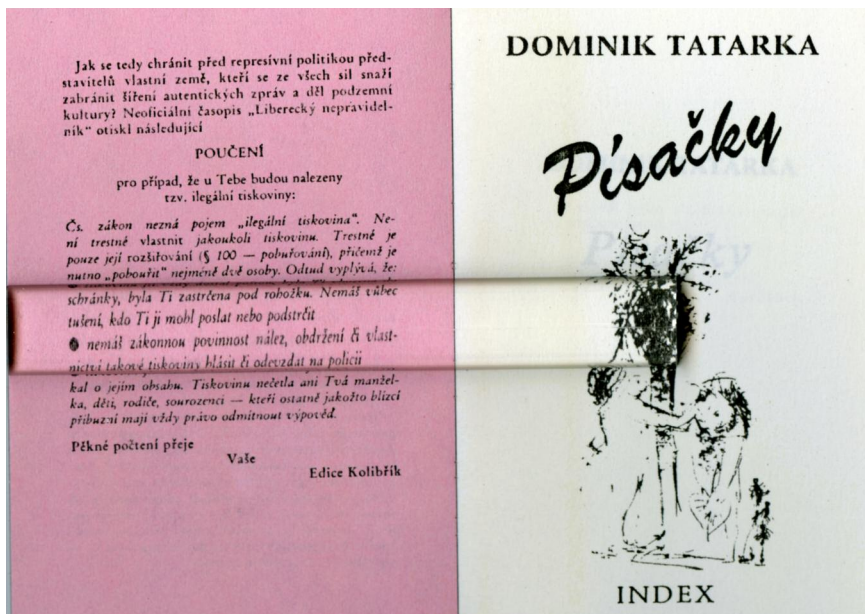 Jak se tedy chránit před represívní politikou před-
stavitelů vlastní země, kteří se ze všech sil snaží
zabránit šíření autentických zpráv a děl podzemní
kultury? Neoficiální časopis „Liberecký nepravidel-
ník“ otiskl následující
POUČENÍ
pro případ, že u Tebe budou nalezeny
tzv. ilegální tiskoviny:
Čs. zákon nezná pojem „ilegální tiskovina“. Ne-
ní trestné vlastnit jakoukoli tiskovinu. Trestné je
pouze její rozšiřování (§ 100 — pobuřování), přičemž je
nutno „pobouřit“ nejméně dvě osoby. Odtud vyplývá, že:
schránky, byla Ti zastrčena pod rohožku. Nemáš vůbec
tušení, kdo Ti ji mohl poslat nebo podstrčit
● nemáš zákonnou povinnost nález, obdržení či vlast-
nictví takové tiskoviny hlásit či odevzdat na policii
kal o jejím obsahu. Tiskovinu nečetla ani Tvá manžel-
ka, děti, rodiče, sourozenci — kteří ostatně jakožto blízcí
příbuzní mají vždy právo odmítnout výpověď.
Pěkné počtení přeje
Vaše
Edice Kolibřík
DOMINIK TATARKA
Písačky
INDEX